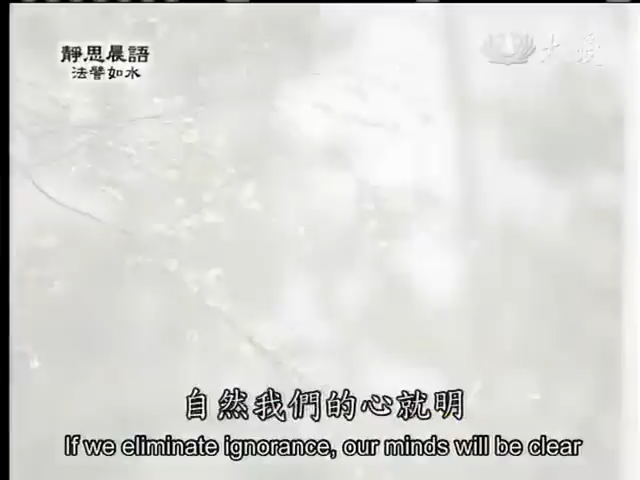 靜思晨語
法譬如水
大愛
自然我們的心就明
If we eliminate ignorance, our minds will be clear